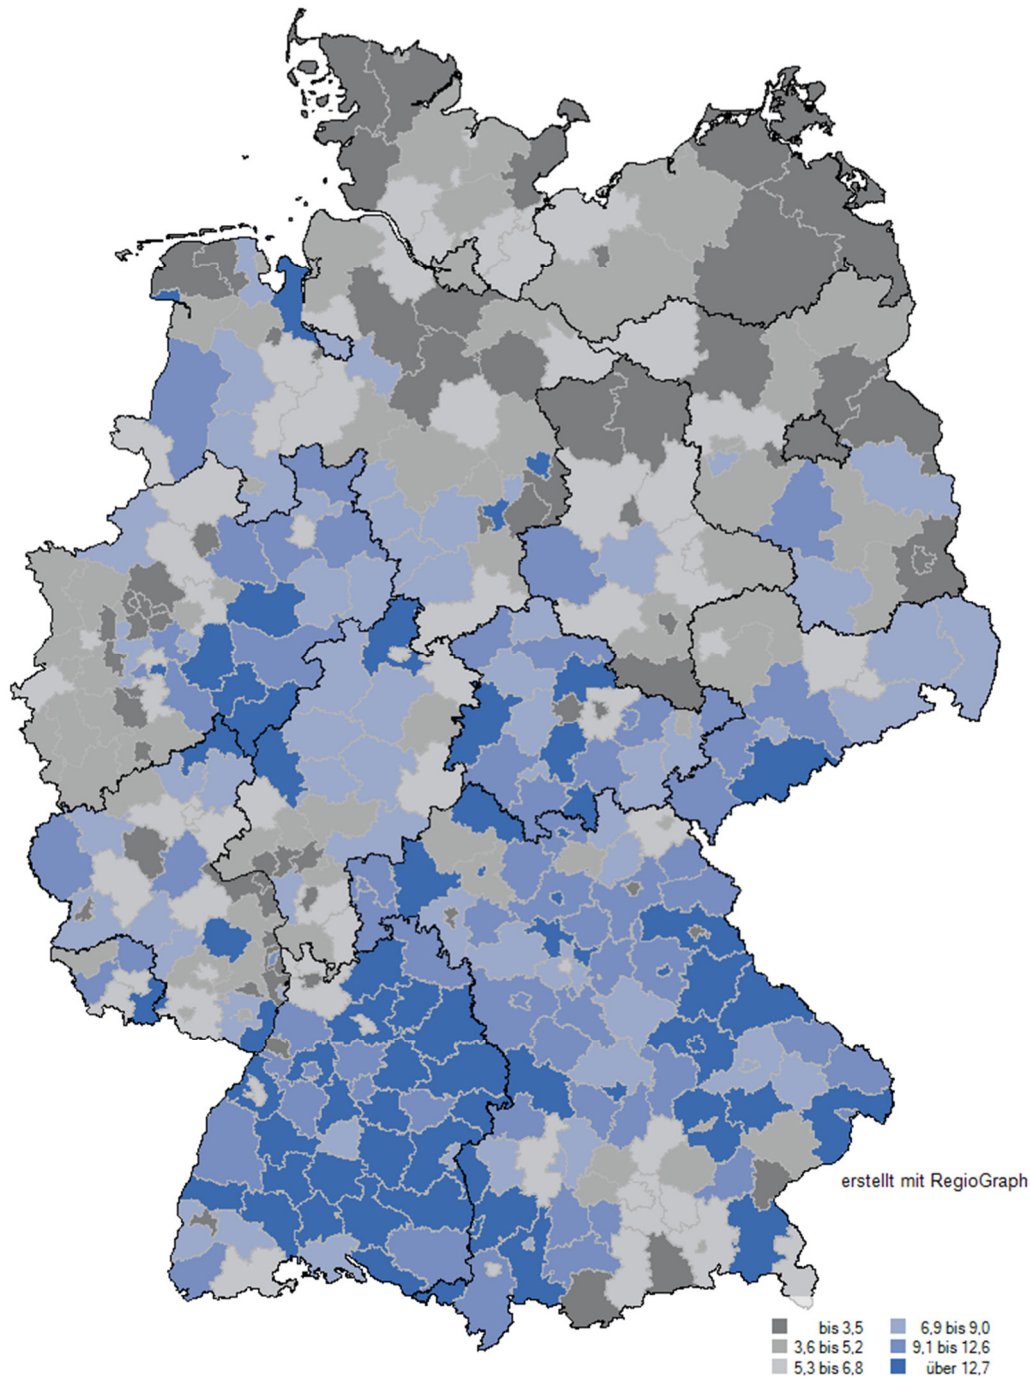 erstellt mit RegioGraph
bis 3,5
3,6 bis 5,2
5,3 bis 6,8
6,9 bis 9,0
9,1 bis 12,6
über 12,7